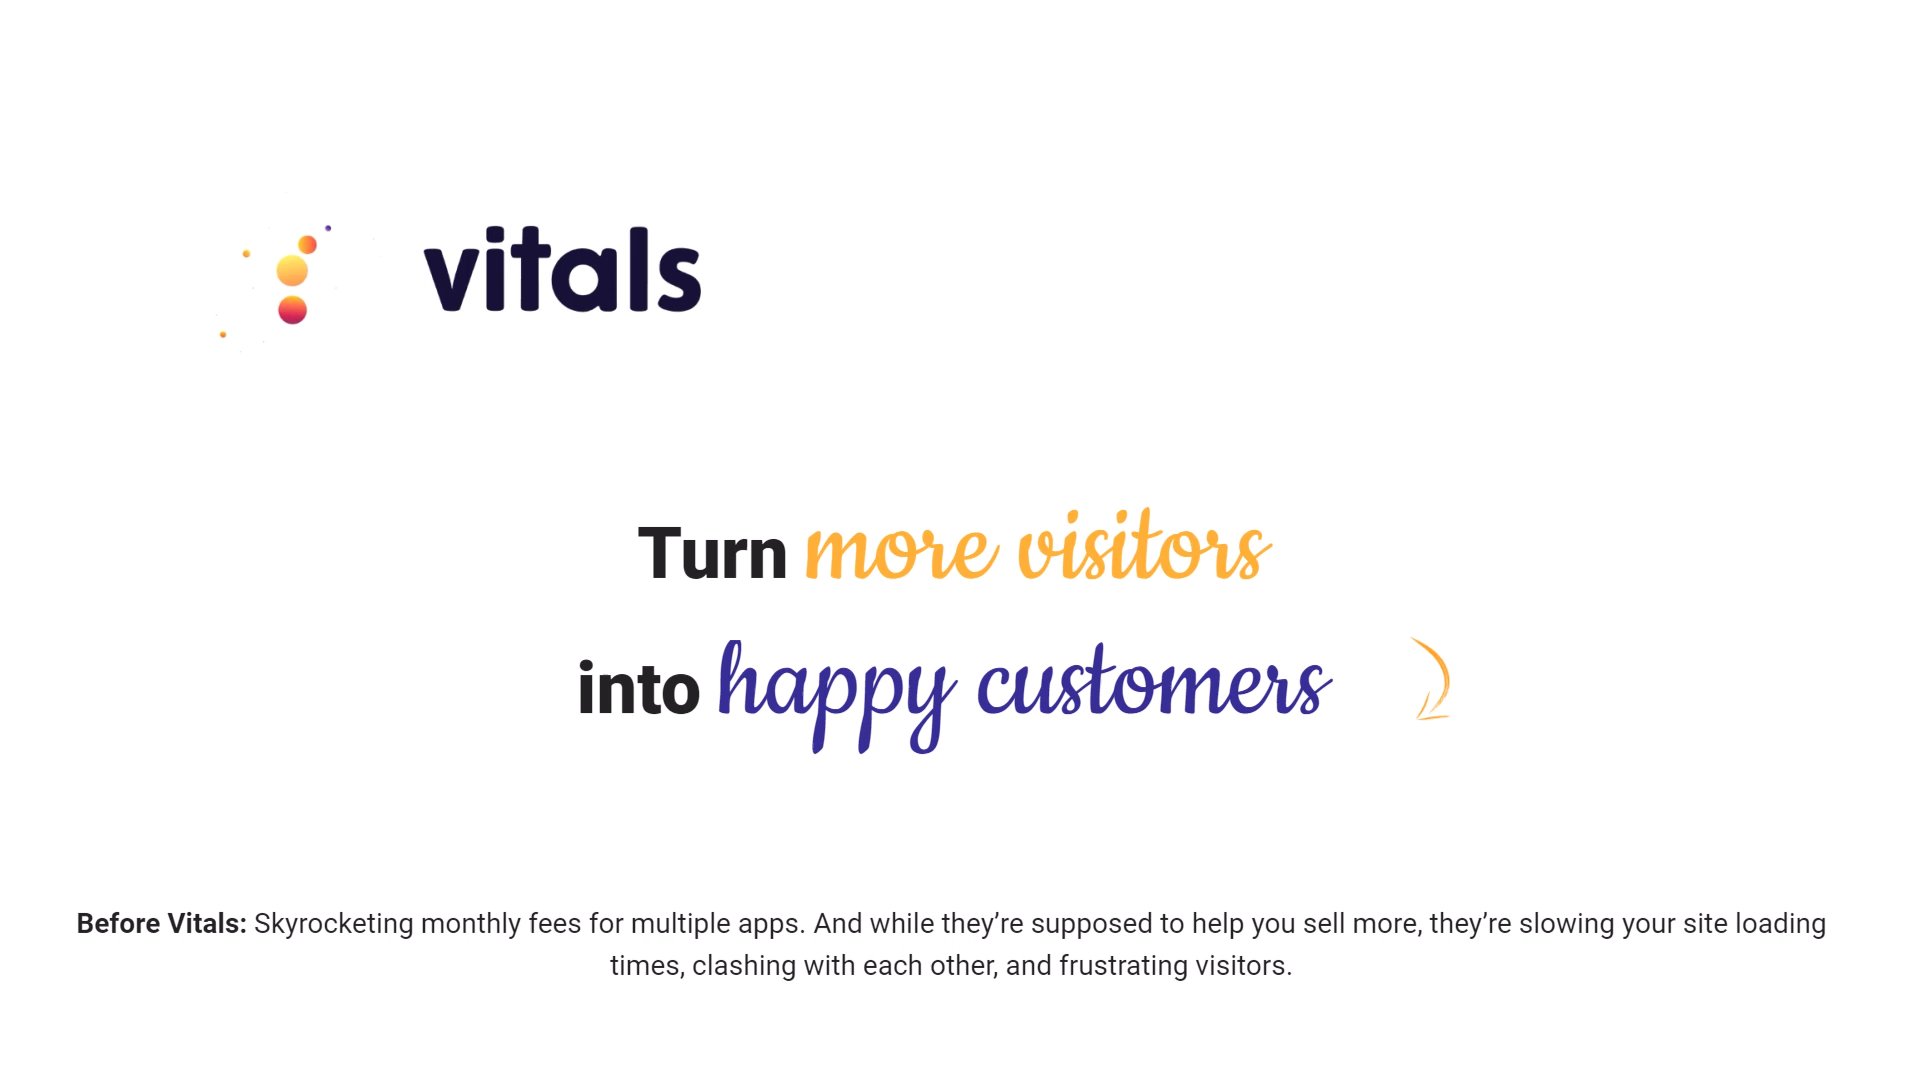 vitals
Turn more visitors
into happy customers
Before Vitals: Skyrocketing monthly fees for multiple apps. And while they’re supposed to help you sell more, they’re slowing your site loading
times, clashing with each other, and frustrating visitors.